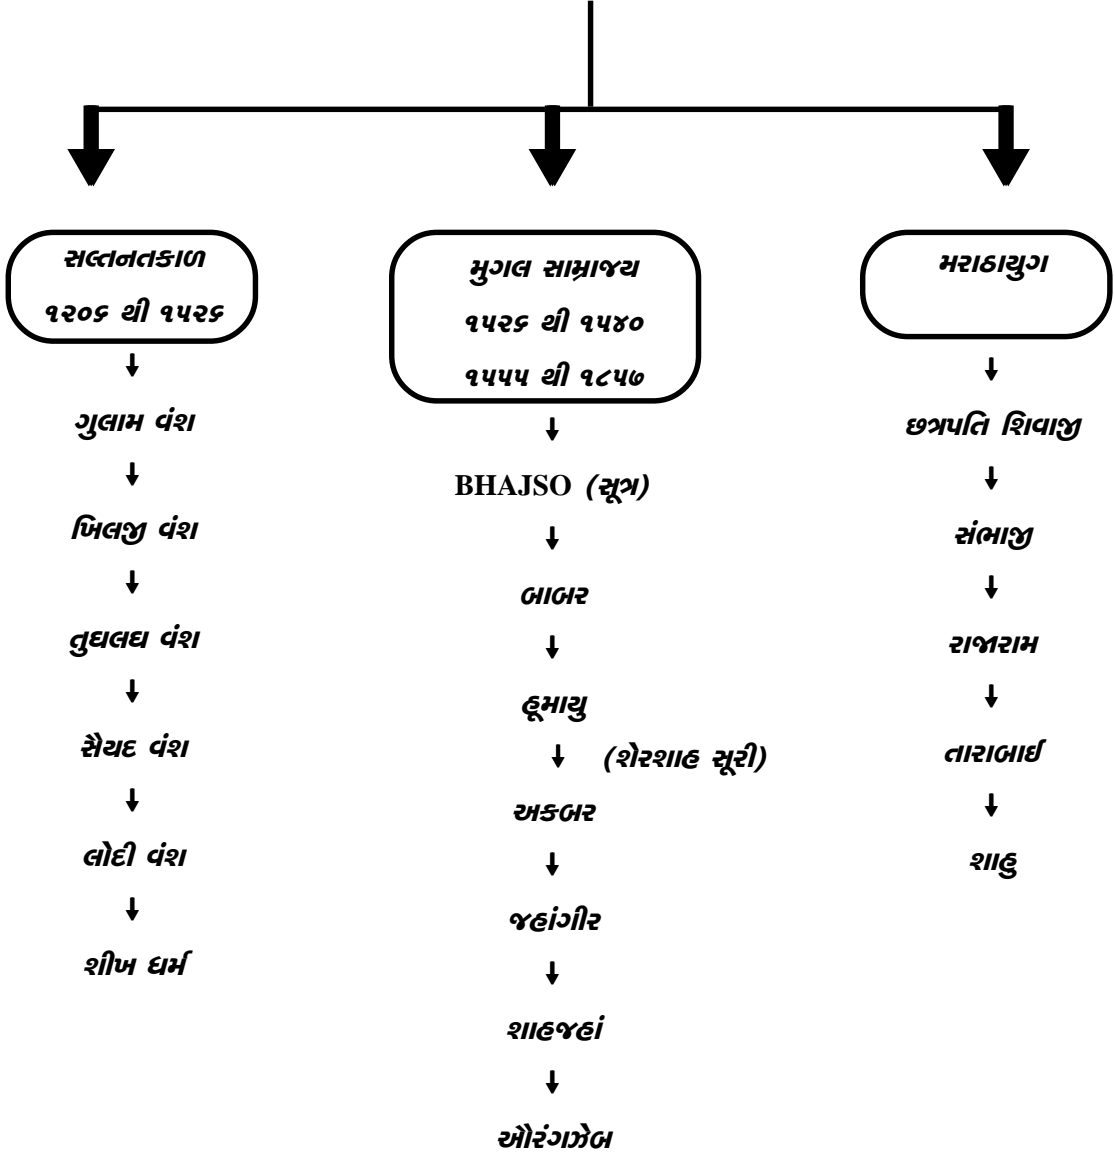 સલ્તનતકાળ
૧૨૦૬ થી ૧૫૨૬
ગુલામ વંશ
ખિલજી વંશ
તુઘલઘ વંશ
સૈયદ વંશ
લોદી વંશ
શીખ ધર્મ
મુગલ સામ્રાજય
૧૫૨૬ થી ૧૫૪૦
૧૫૫૫ થી ૧૮૫૭
BHAJSO (સૂત્ર)
બાબર
હૂમાયુ
(શેરશાહ સૂરી)
અકબર
જહાંગીર
શાહજહાં
ઔરંગઝેબ
મરાઠાયુગ
છત્રપતિ શિવાજી
સંભાજી
રાજારામ
તારાબાઈ
શાહુ